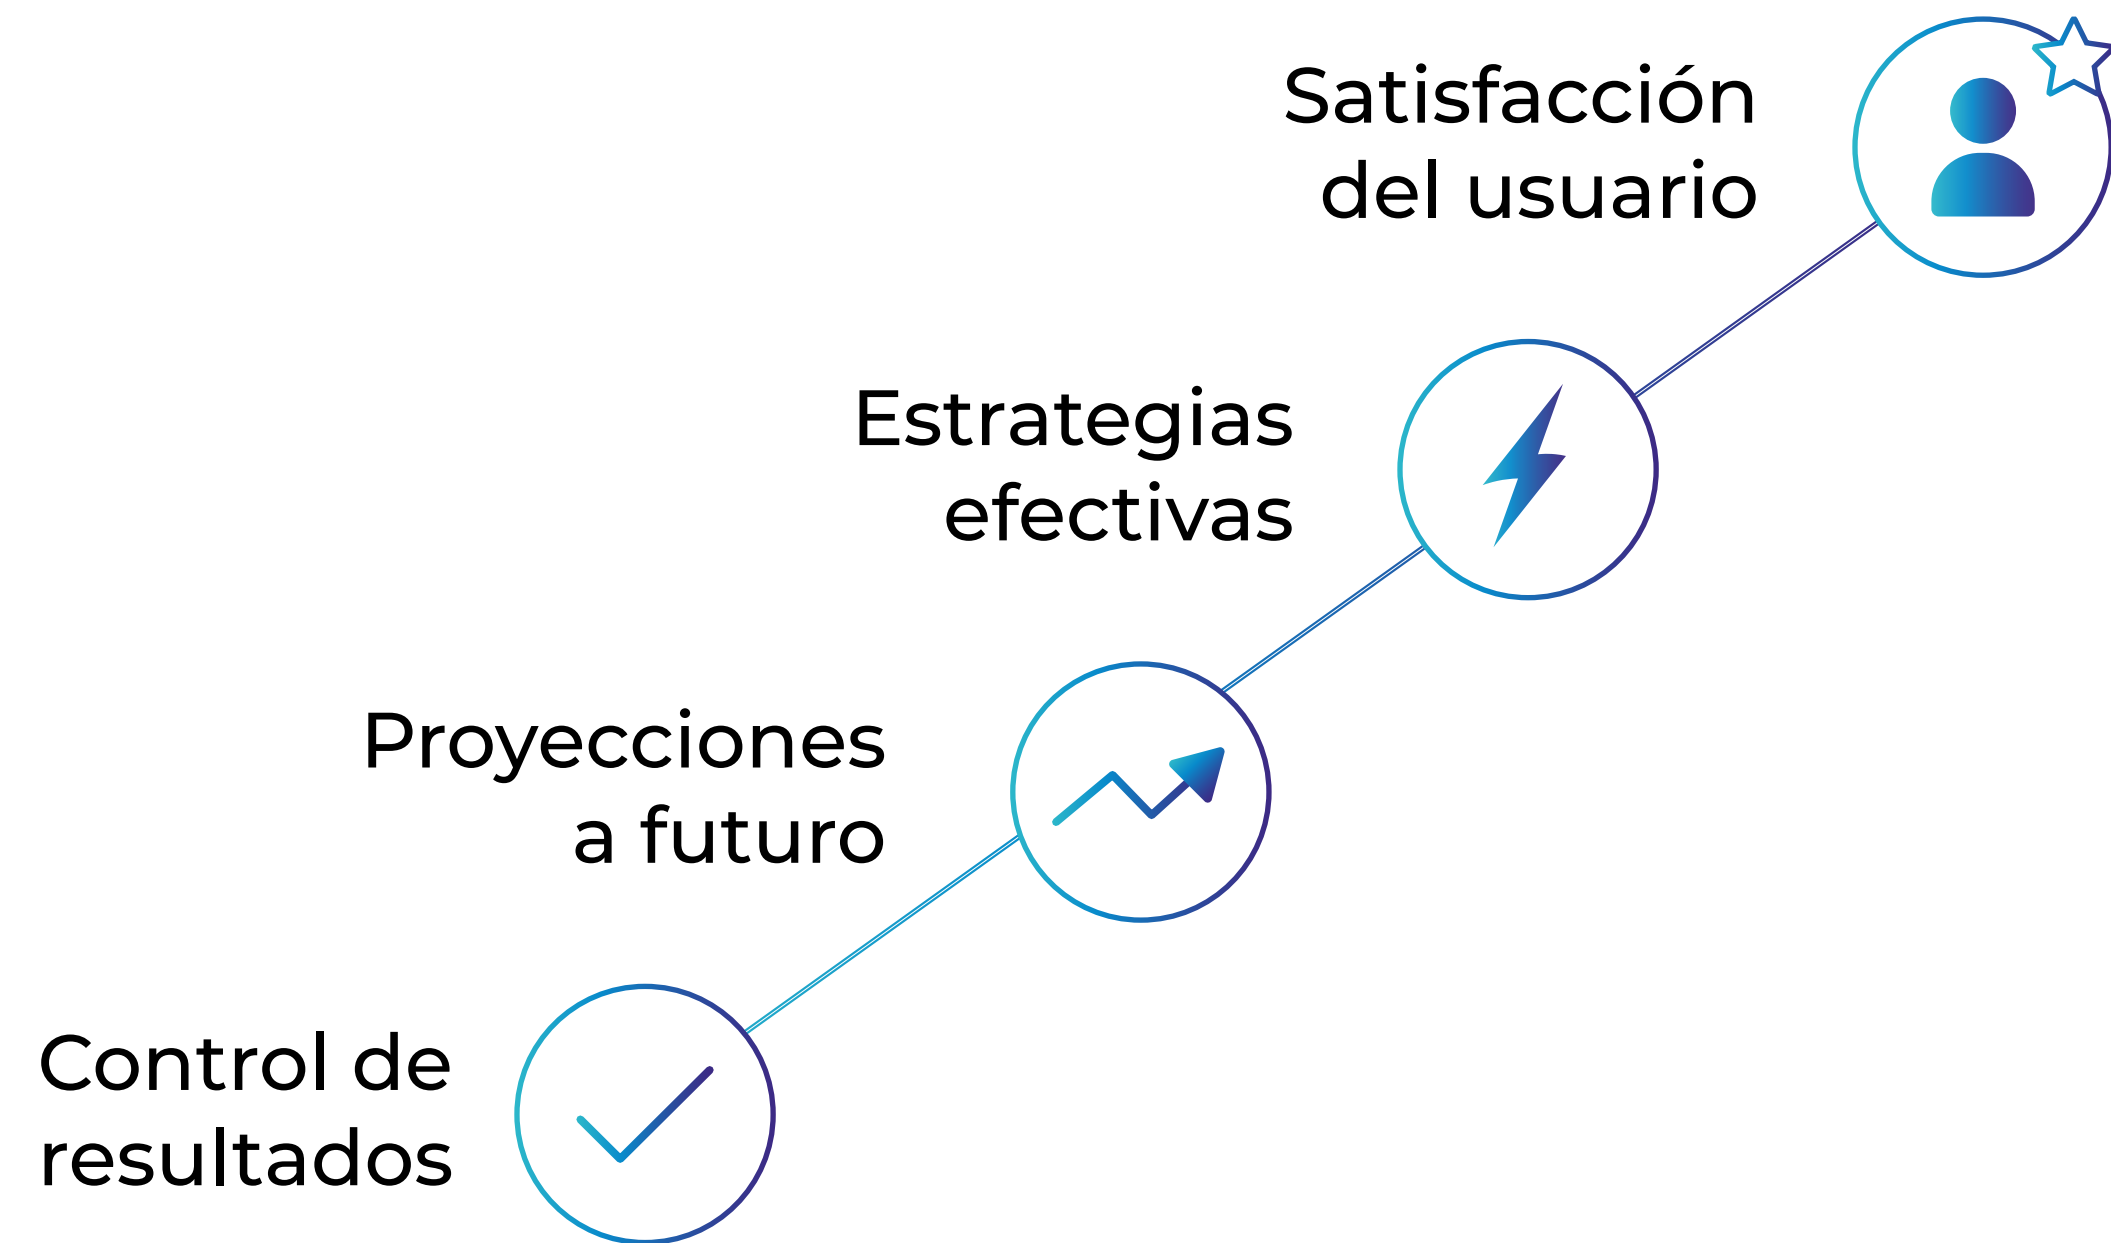 Satisfacción
del usuario
Estrategias
efectivas
Proyecciones
a futuro
Control de
resultados